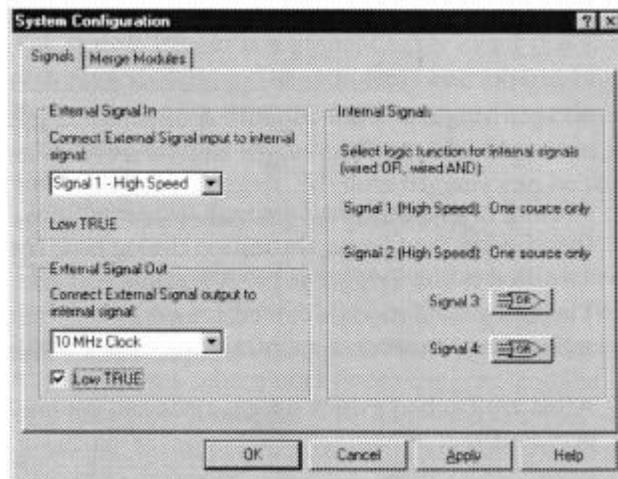 System Configuration
Signals
Merge Modules
External Signal In
Connect External Signal input to internal
signal:
Signal 1 - High Speed
Low TRUE
External Signal Out
Connect External Signal output to
internal signal:
10 MHz Clock
Low TRUE
Internal Signals
Select logic function for internal signals
(wired OR, wired AND):
Signal 1 (High Speed): One source only
Signal 2 (High Speed): One source only
Signal 3: OR
Signal 4: OR
OK
Cancel
Apply
Help